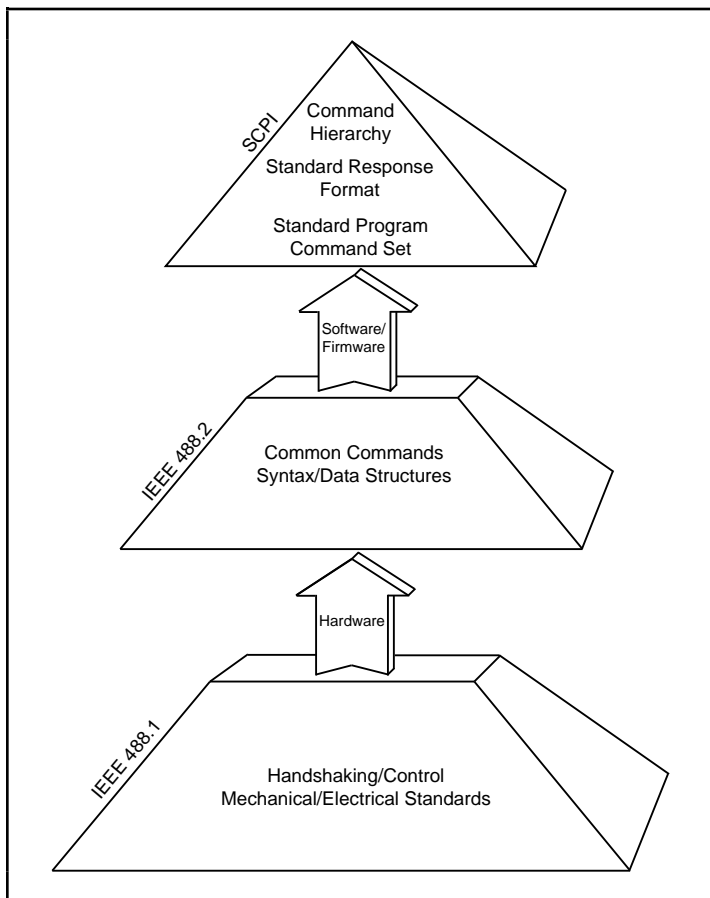 SCPI
Command
Hierarchy
Standard Response
Format
Standard Program
Command Set
Software/
Firmware
IEEE 488.2
Common Commands
Syntax/Data Structures
Hardware
IEEE 488.1
Handshaking/Control
Mechanical/Electrical Standards